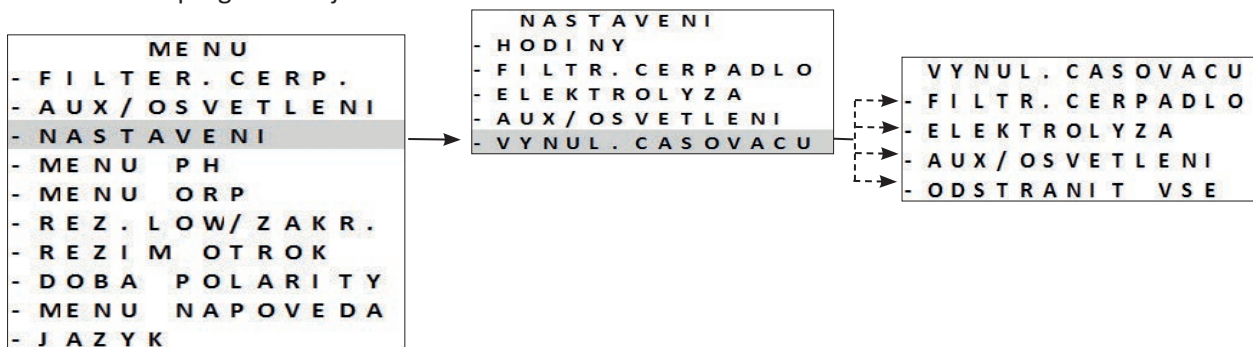 MENU
- FILTER.CERP.
- AUX/OSVETLENI
- NASTAVENI
- MENU PH
- MENU ORP
- REZ.LOW/ZAKR.
- REZIM OTROK
- DOBA POLARITY
- MENU NAPOVEDA
- JAZYK
NASTAVENI
- HODINY
- FILTR.CERPADLO
- ELEKTROLYZA
- AUX/OSVETLENI
- VYNUL.CASOVACU
VYNUL.CASOVACU
- FILTR.CERPADLO
- ELEKTROLYZA
- AUX/OSVETLENI
- ODSTRANIT VSE